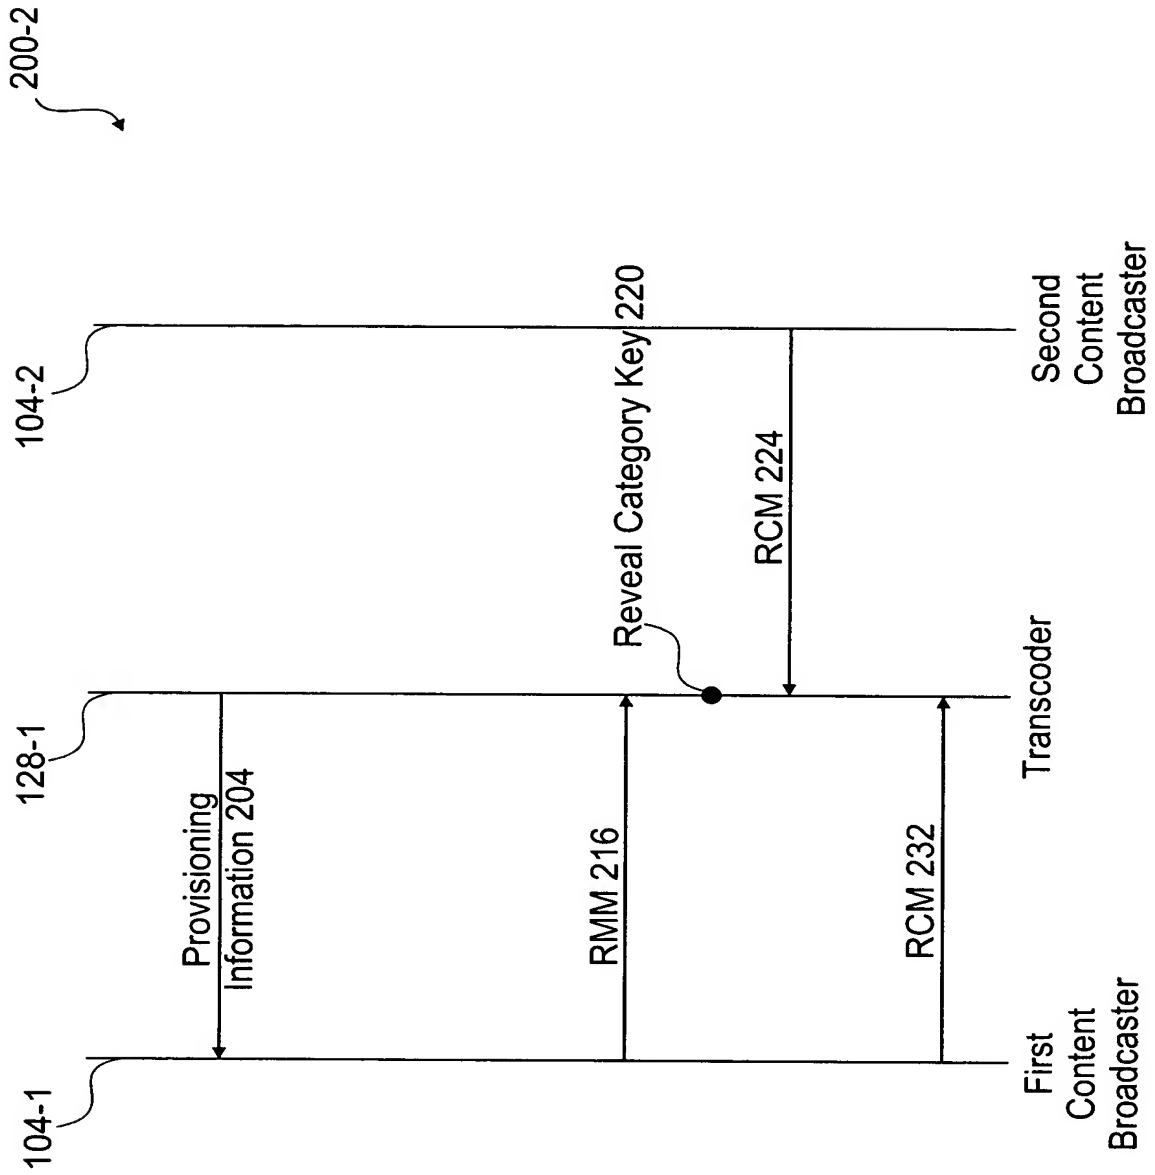 200-2
104-1
128-1
104-2
Provisioning
Information 204
RMM 216
Reveal Category Key 220
RCM 224
RCM 232
First
Content
Broadcaster
Transcoder
Second
Content
Broadcaster